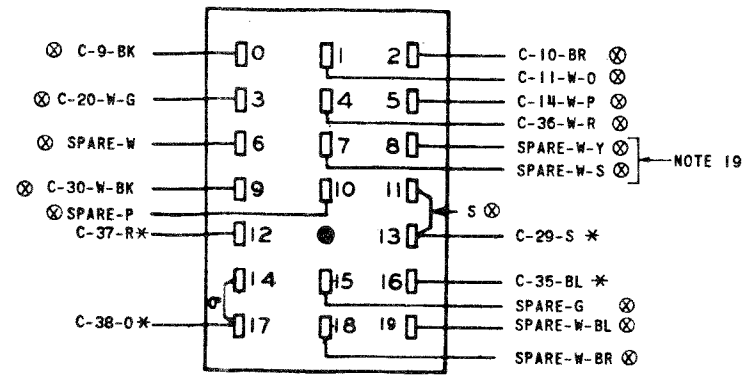 ⊗ C-9-BK 0 1 2 C-10-BR ⊗
C-11-W-O ⊗
⊗ C-20-W-G 3 4 5 C-14-W-P ⊗
C-36-W-R ⊗
⊗ SPARE-W 6 7 8 SPARE-W-Y ⊗
NOTE 19
SPARE-W-S ⊗
⊗ C-30-W-BK 9 10 11
⊗ SPARE-P S ⊗
C-37-R* 12 13 C-29-S *
14 15 16 C-35-BL *
SPARE-G ⊗
C-38-O* 17 18 19 SPARE-W-BL ⊗
SPARE-W-BR ⊗